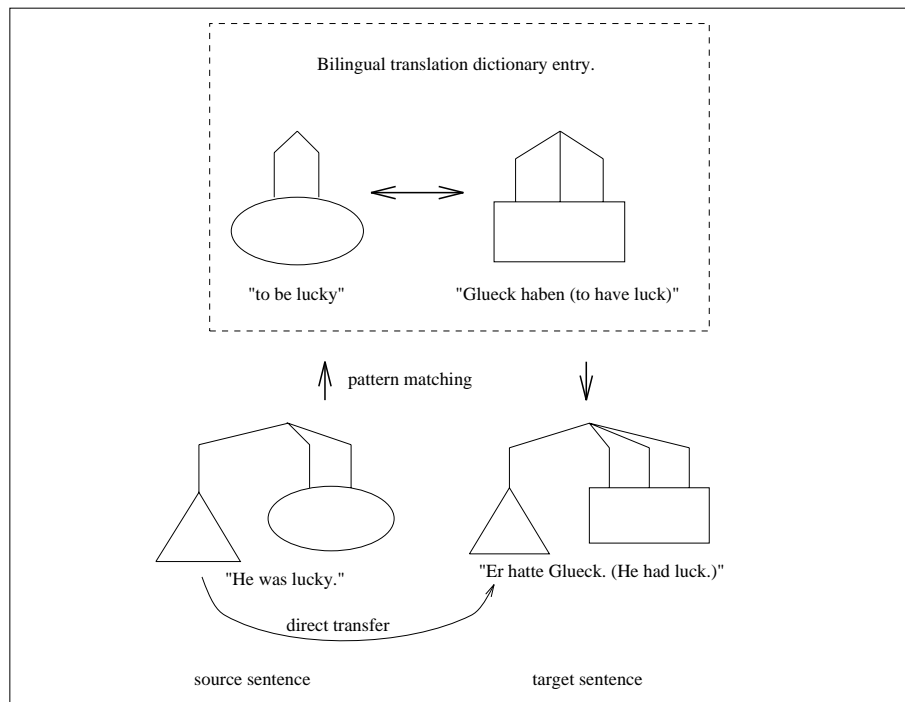 Bilingual translation dictionary entry.
"to be lucky"
"Glueck haben (to have luck)"
pattern matching
"He was lucky."
"Er hatte Glueck. (He had luck.)"
direct transfer
source sentence
target sentence